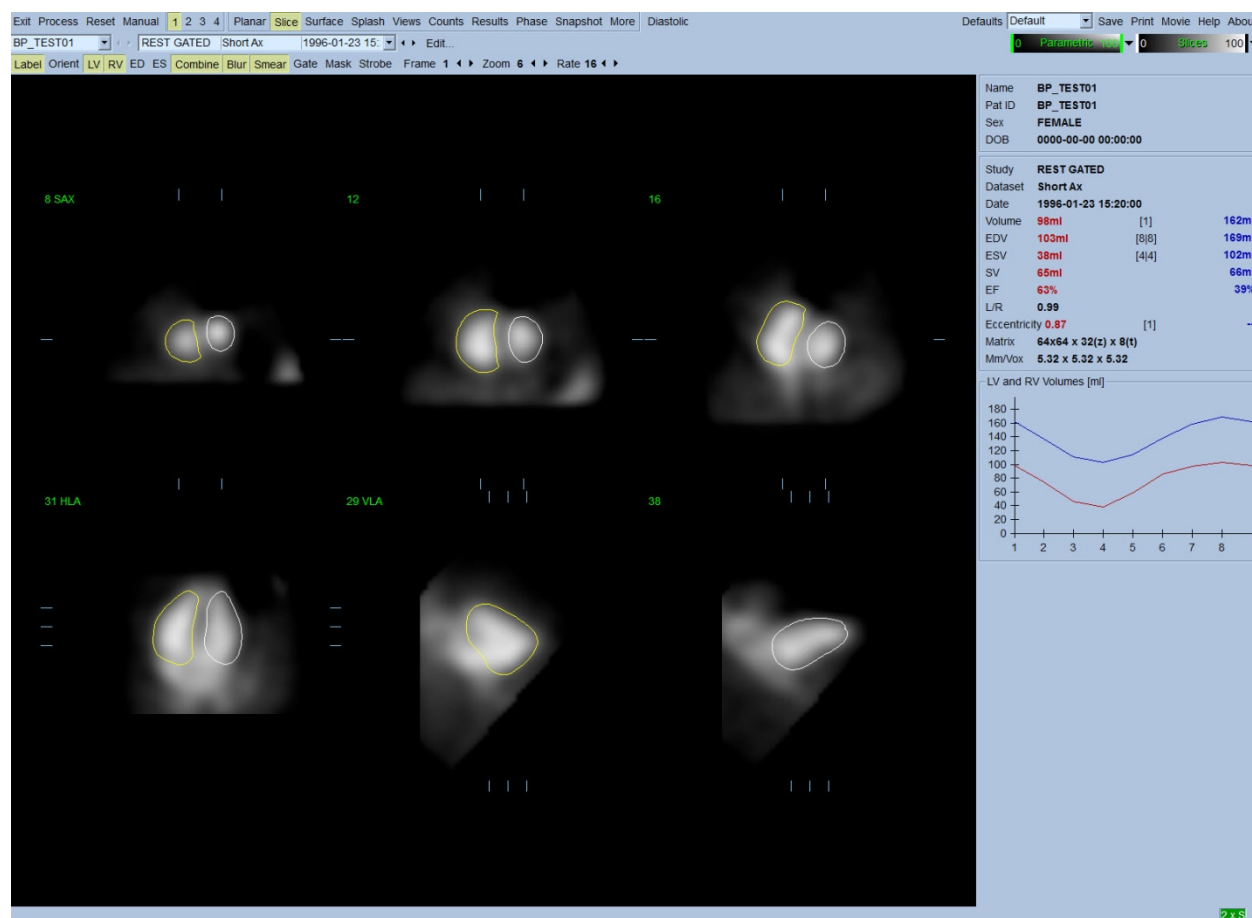 Exit Process Reset Manual 1 2 3 4 Planar Slice Surface Splash Views Counts Results Phase Snapshot More Diastolic Defaults Default Save Print Movie Help Abou
BP_TEST01 REST GATED Short Ax 1996-01-23 15: Edit... 0 Parametric 100 0 Slices 100
Label Orient LV RV ED ES Combine Blur Smear Gate Mask Strobe Frame 1 Zoom 6 Rate 16
Name BP_TEST01
Pat ID BP_TEST01
Sex FEMALE
DOB 0000-00-00 00:00:00
Study REST GATED
Dataset Short Ax
Date 1996-01-23 15:20:00
Volume 98ml [1] 162m
EDV 103ml [8|8] 169m
ESV 38ml [4|4] 102m
SV 65ml 66m
EF 63% 39%
L/R 0.99
Eccentricity 0.87 [1] --
Matrix 64x64 x 32(z) x 8(t)
Mm/Vox 5.32 x 5.32 x 5.32
LV and RV Volumes [ml]
180
160
140
120
100
80
60
40
20
0
1 2 3 4 5 6 7 8
8 SAX 12 16
31 HLA 29 VLA 38
2 x S